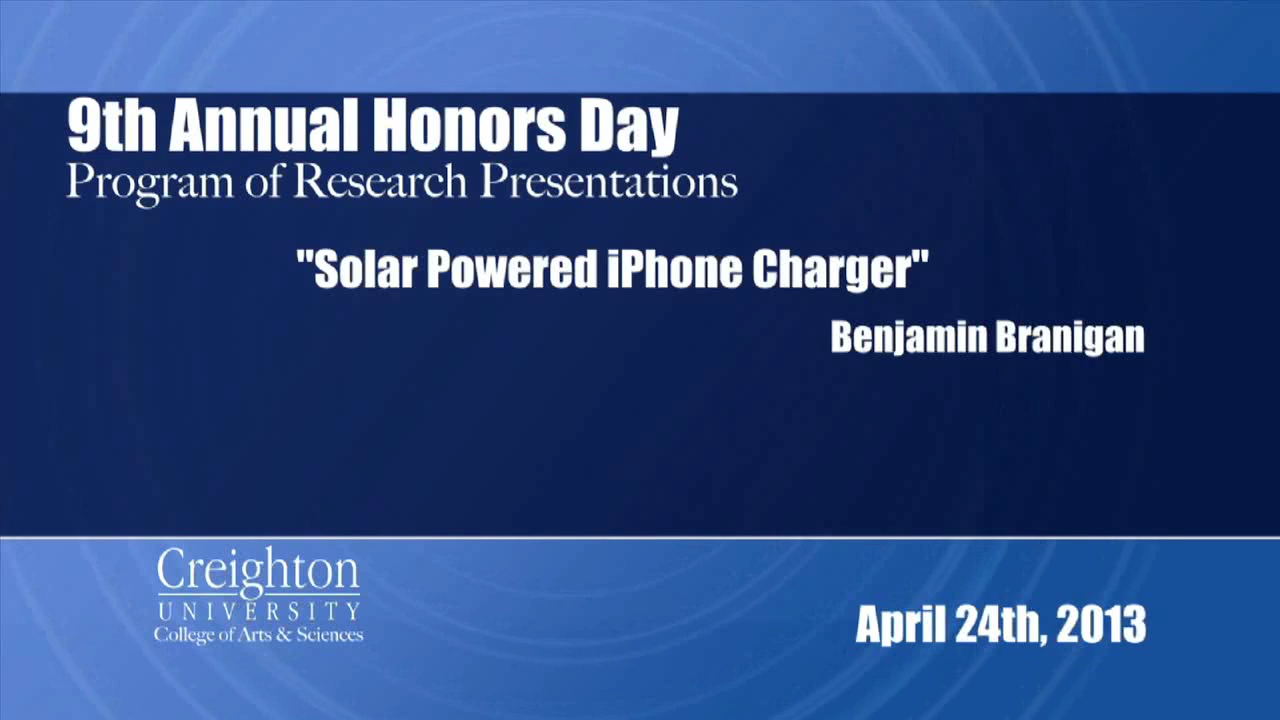 9th Annual Honors Day
Program of Research Presentations
"Solar Powered iPhone Charger"
Benjamin Branigan
Creighton
UNIVERSITY
College of Arts & Sciences
April 24th, 2013